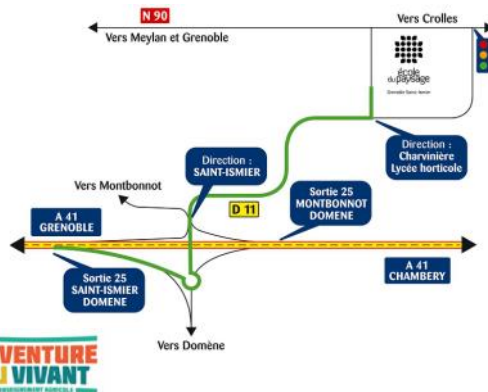 N 90
Vers Crolles
Vers Meylan et Grenoble
école
du paysage
Direction :
SAINT-ISMIER
Direction :
Charvinière
Lycée horticole
Vers Montbonnot
Sortie 25
MONTBONNOT
DOMENE
D 11
A 41
GRENOBLE
A 41
CHAMBERY
Sortie 25
SAINT-ISMIER
DOMENE
Vers Domène
VENTURE
VIVANT